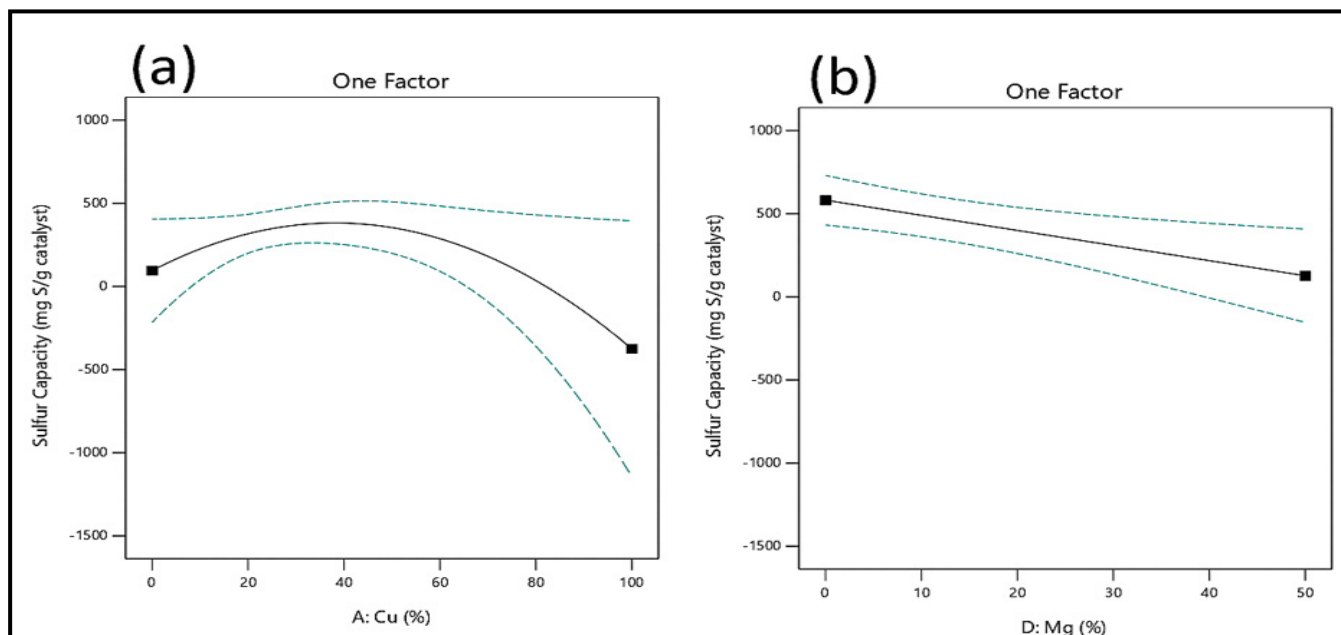 (a)
One Factor
1000
500
0
-500
-1000
-1500
Sulfur Capacity (mg S/g catalyst)
0 20 40 60 80 100
A: Cu (%)
(b)
One Factor
1000
500
0
-500
-1000
-1500
Sulfur Capacity (mg S/g catalyst)
0 10 20 30 40 50
D: Mg (%)